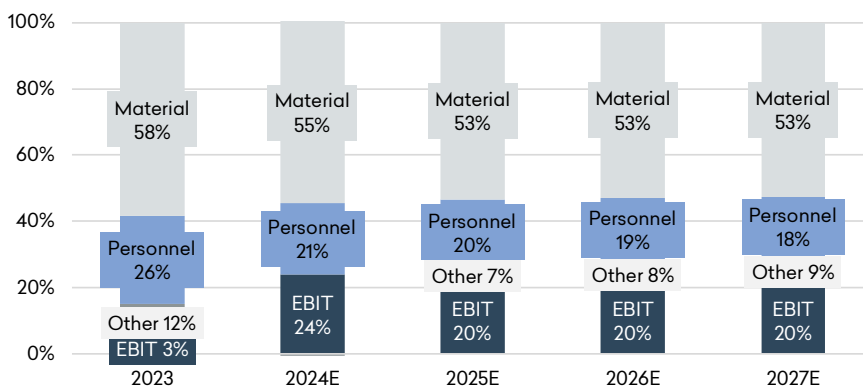 100%
80%
60%
40%
20%
0%
Material
58%
Personnel
26%
Other 12%
EBIT 3%
Material
55%
Personnel
21%
EBIT
24%
Material
53%
Personnel
20%
Other 7%
EBIT
20%
Material
53%
Personnel
19%
Other 8%
EBIT
20%
Material
53%
Personnel
18%
Other 9%
EBIT
20%
2023
2024E
2025E
2026E
2027E